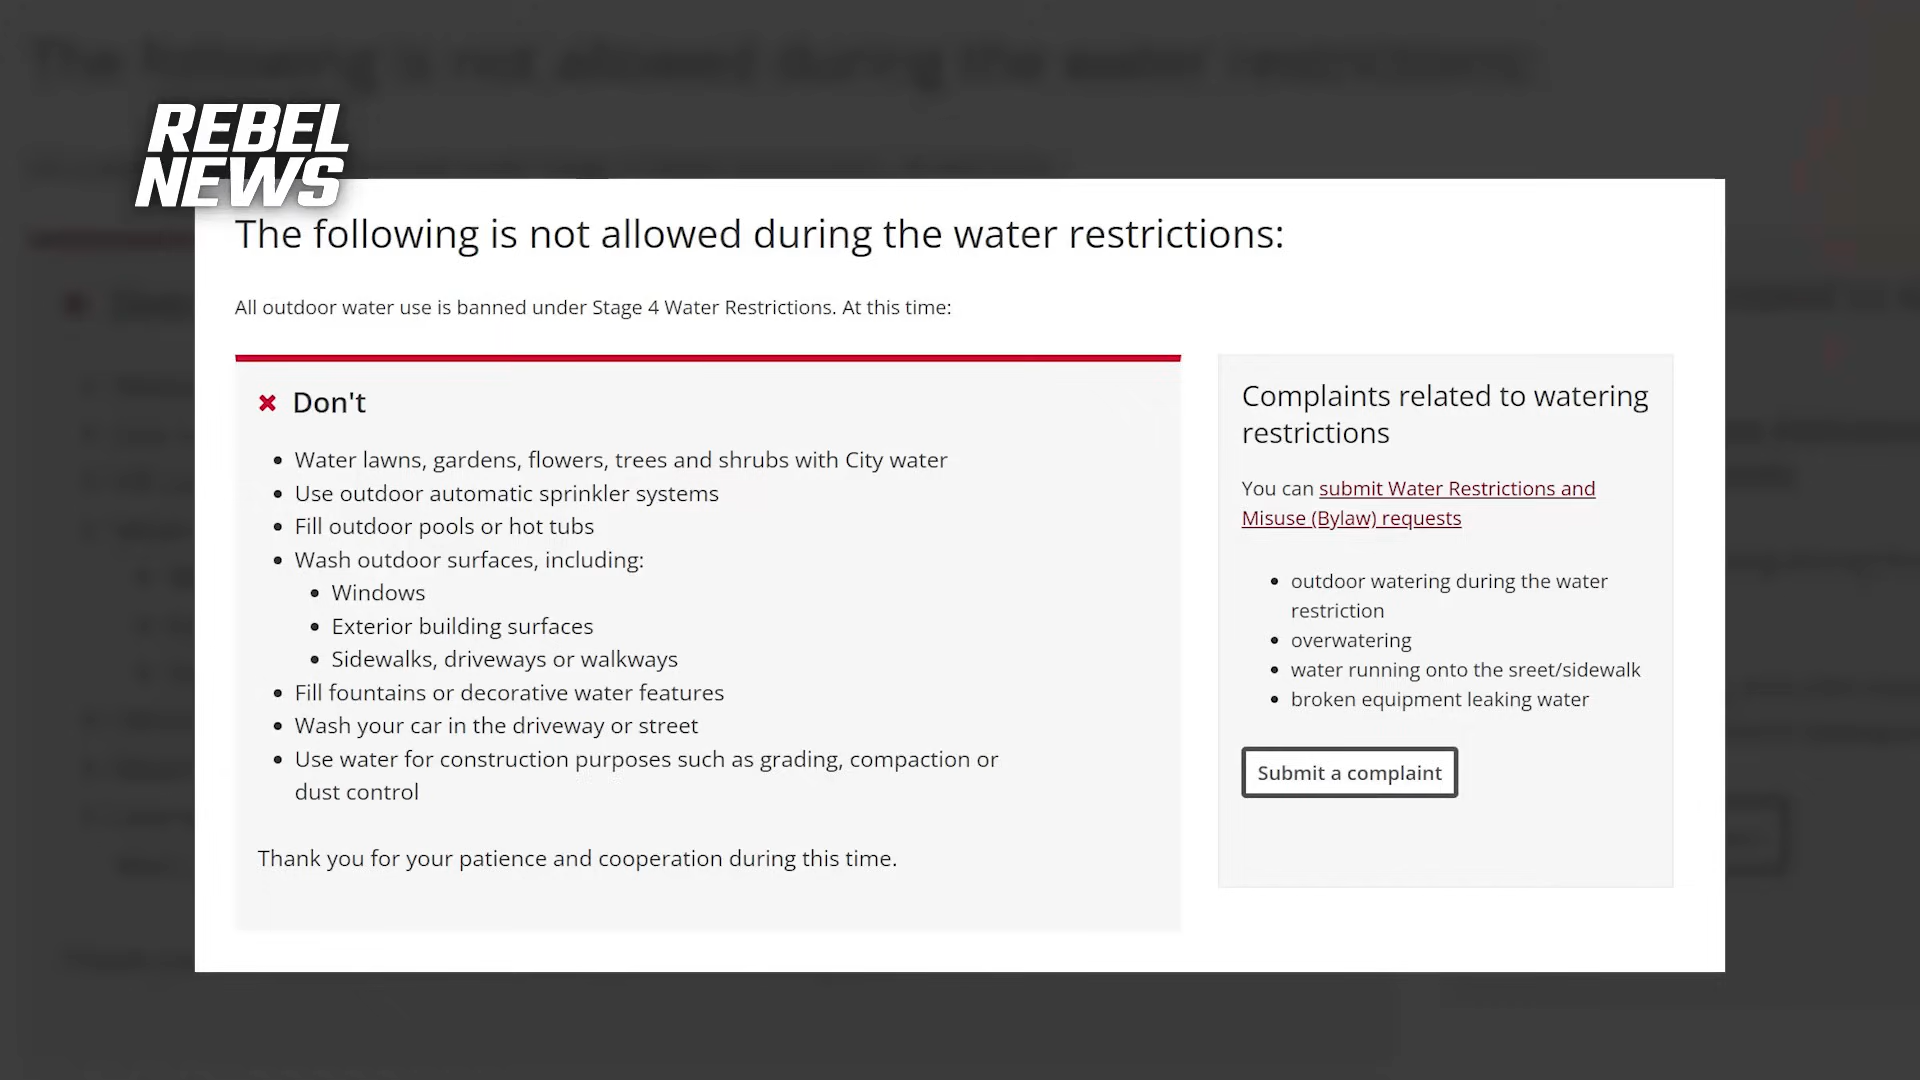 REBEL
NEWS
The following is not allowed during the water restrictions:
All outdoor water use is banned under Stage 4 Water Restrictions. At this time:
Don't
Water lawns, gardens, flowers, trees and shrubs with City water
Use outdoor automatic sprinkler systems
Fill outdoor pools or hot tubs
Wash outdoor surfaces, including:
Windows
Exterior building surfaces
Sidewalks, driveways or walkways
Fill fountains or decorative water features
Wash your car in the driveway or street
Use water for construction purposes such as grading, compaction or
dust control
Thank you for your patience and cooperation during this time.
Complaints related to watering
restrictions
You can submit Water Restrictions and
Misuse (Bylaw) requests
outdoor watering during the water
restriction
overwatering
water running onto the sreet/sidewalk
broken equipment leaking water
Submit a complaint